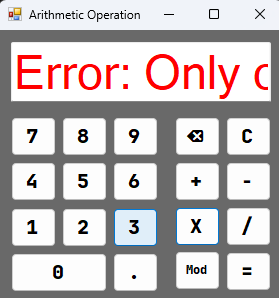 Arithmetic Operation
Error: Only
7 8 9 ⌫ C
4 5 6 + -
1 2 3 X /
0 . Mod =